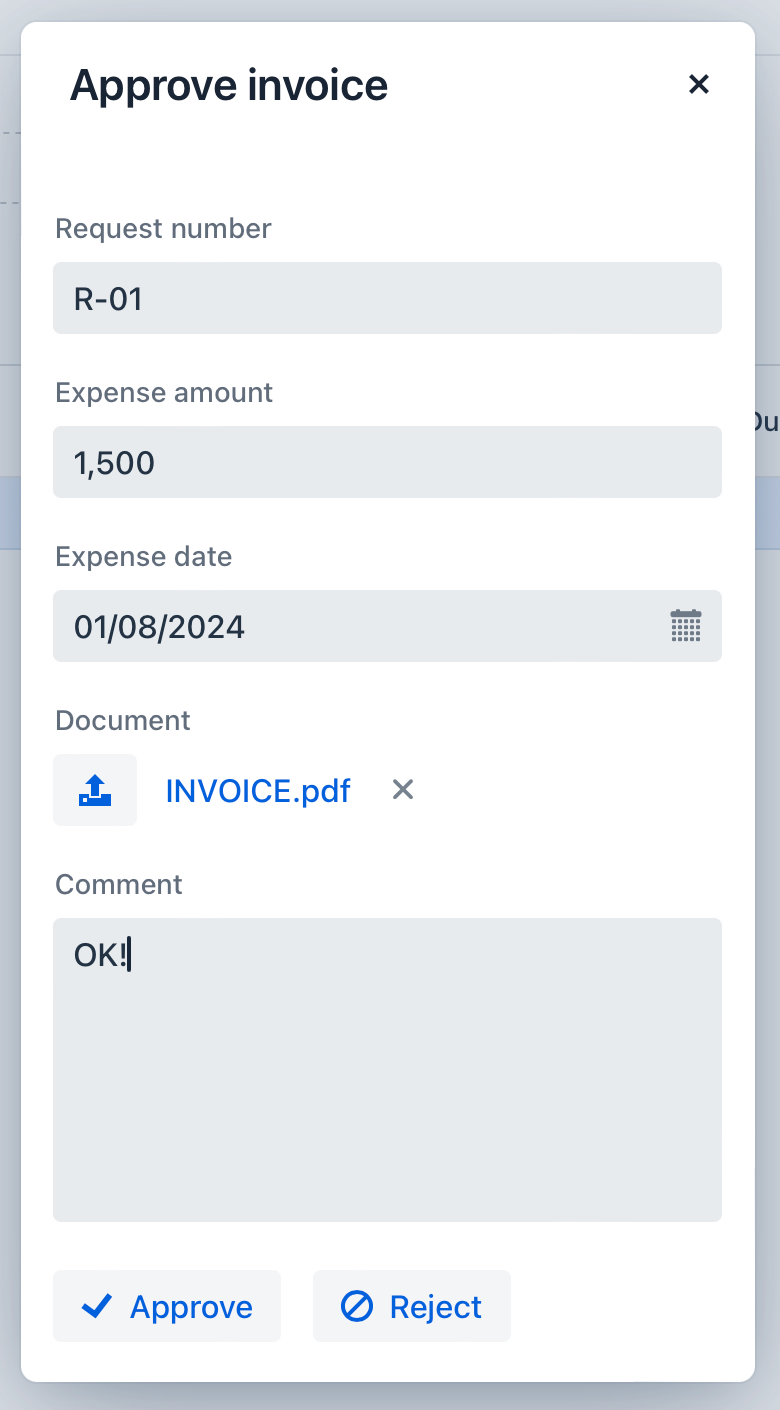 Approve invoice
Request number
R-01
Expense amount
1,500
Expense date
01/08/2024
Document
INVOICE.pdf
Comment
OK!
Approve
Reject